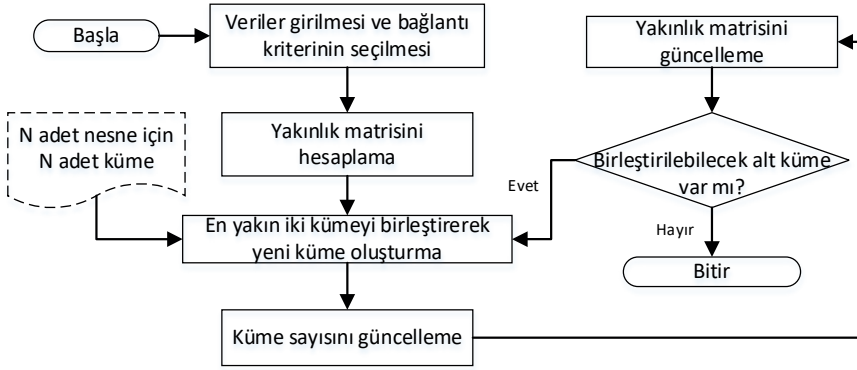 Başla
Veriler girilmesi ve bağlantı
kriterinin seçilmesi
Yakınlık matrisini
hesaplama
N adet nesne için
N adet küme
En yakın iki kümeyi birleştirerek
yeni küme oluşturma
Küme sayısını güncelleme
Yakınlık matrisini
güncelleme
Birleştirilebilecek alt küme
var mı?
Evet
Hayır
Bitir